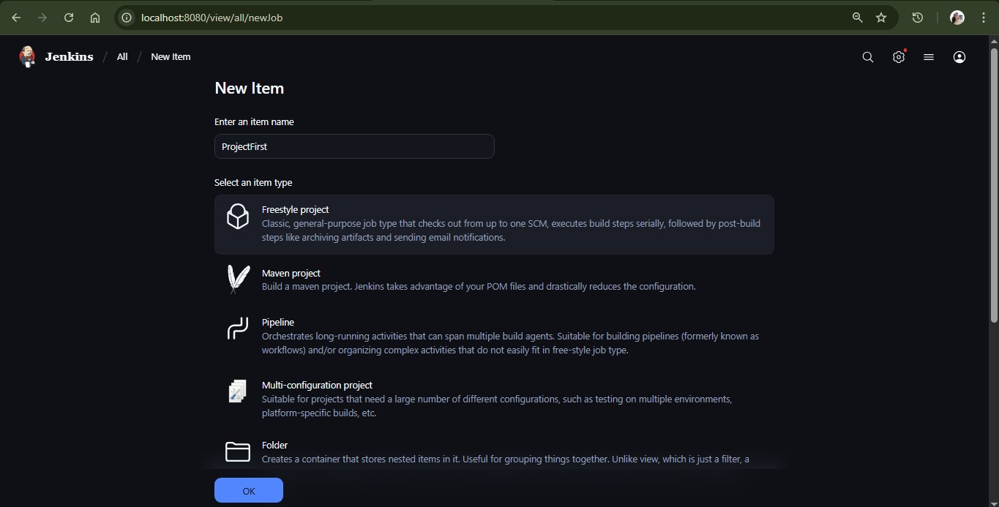 localhost:8080/view/all/newJob
Jenkins / All / New Item
New Item
Enter an item name
ProjectFirst
Select an item type
Freestyle project
Classic, general-purpose job type that checks out from up to one SCM, executes build steps serially, followed by post-build
steps like archiving artifacts and sending email notifications.
Maven project
Build a maven project. Jenkins takes advantage of your POM files and drastically reduces the configuration.
Pipeline
Orchestrates long-running activities that can span multiple build agents. Suitable for building pipelines (formerly known as
workflows) and/or organizing complex activities that do not easily fit in free-style job type.
Multi-configuration project
Suitable for projects that need a large number of different configurations, such as testing on multiple environments,
platform-specific builds, etc.
Folder
Creates a container that stores nested items in it. Useful for grouping things together. Unlike view, which is just a filter, a
OK